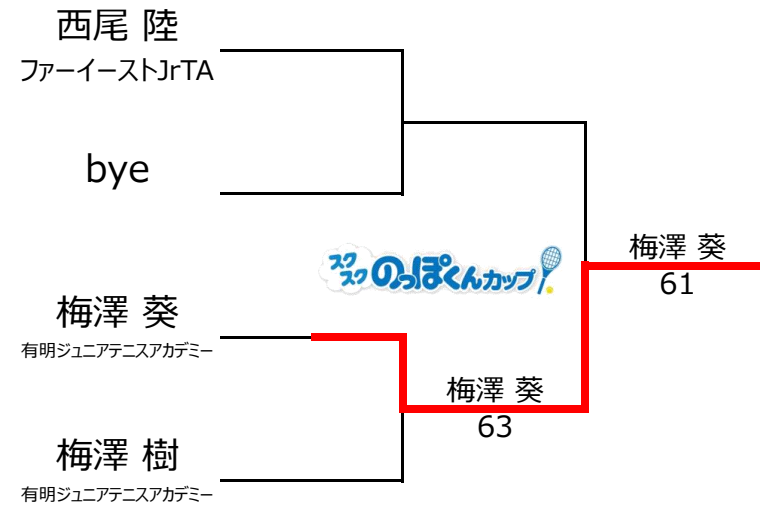 西尾 陸
ファーイーストJrTA
bye
梅澤 葵
61
スクスク のっぽくんカップ
梅澤 葵
有明ジュニアテニスアカデミー
梅澤 葵
63
梅澤 樹
有明ジュニアテニスアカデミー